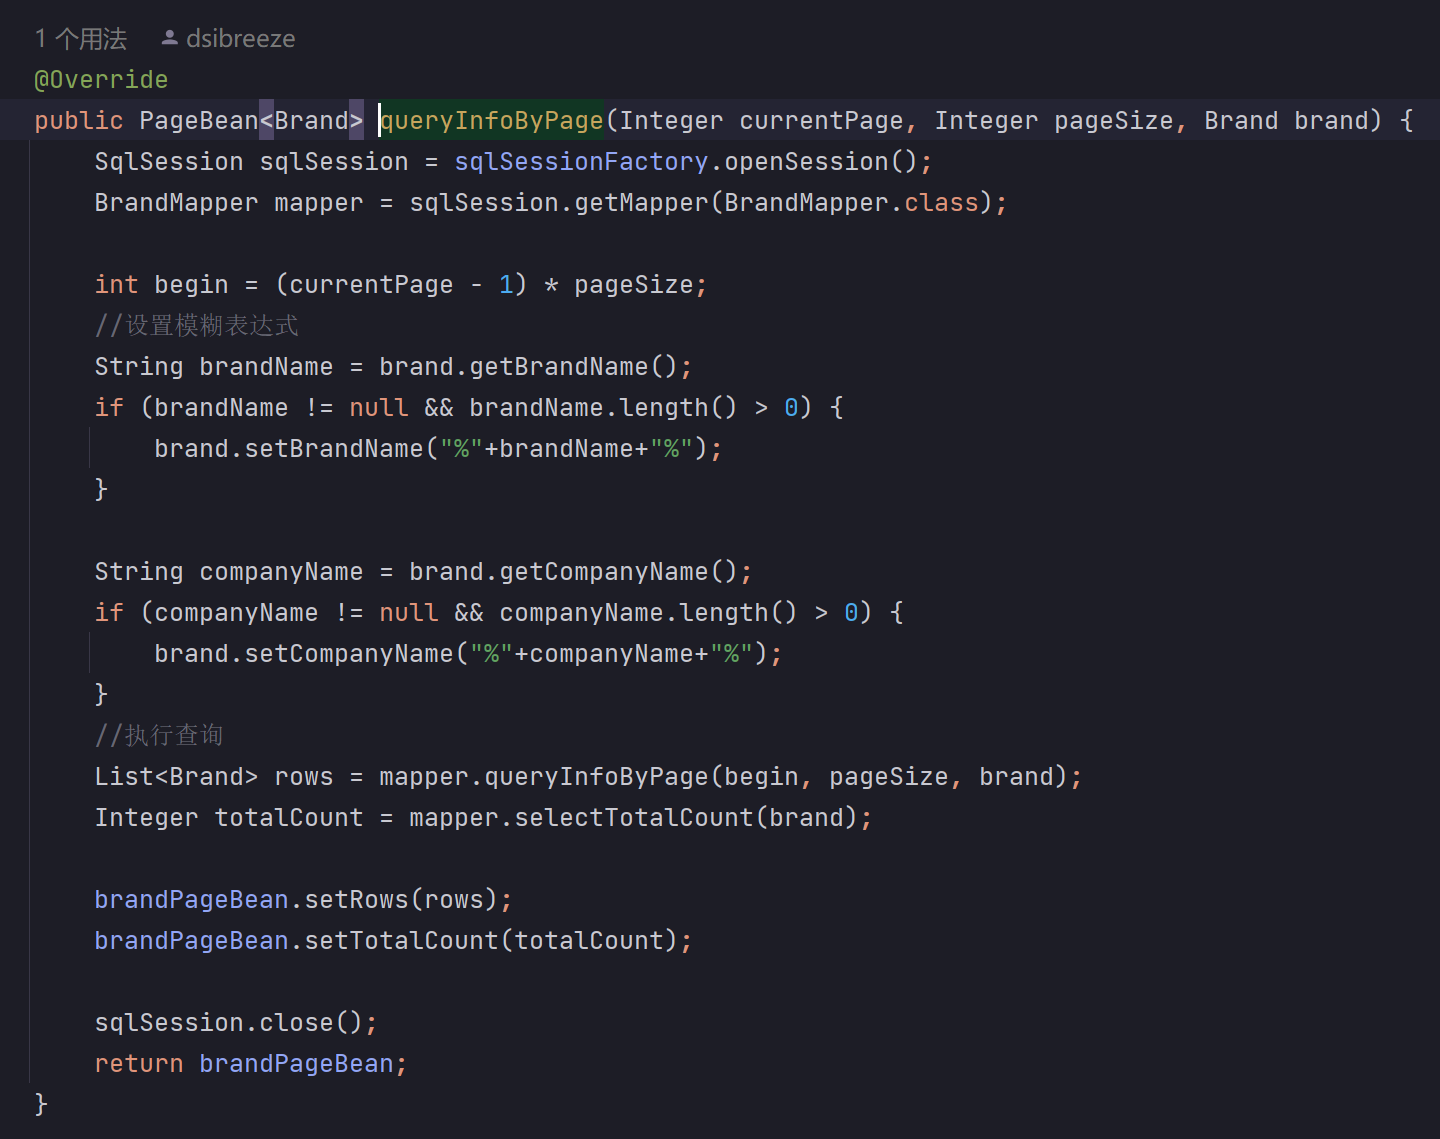 1 个用法 dsibreeze
@Override
public PageBean<Brand> queryInfoByPage(Integer currentPage, Integer pageSize, Brand brand) {
    SqlSession sqlSession = sqlSessionFactory.openSession();
    BrandMapper mapper = sqlSession.getMapper(BrandMapper.class);

    int begin = (currentPage - 1) * pageSize;
    //设置模糊表达式
    String brandName = brand.getBrandName();
    if (brandName != null && brandName.length() > 0) {
        brand.setBrandName("%"+brandName+"%");
    }

    String companyName = brand.getCompanyName();
    if (companyName != null && companyName.length() > 0) {
        brand.setCompanyName("%"+companyName+"%");
    }
    //执行查询
    List<Brand> rows = mapper.queryInfoByPage(begin, pageSize, brand);
    Integer totalCount = mapper.selectTotalCount(brand);

    brandPageBean.setRows(rows);
    brandPageBean.setTotalCount(totalCount);

    sqlSession.close();
    return brandPageBean;
}